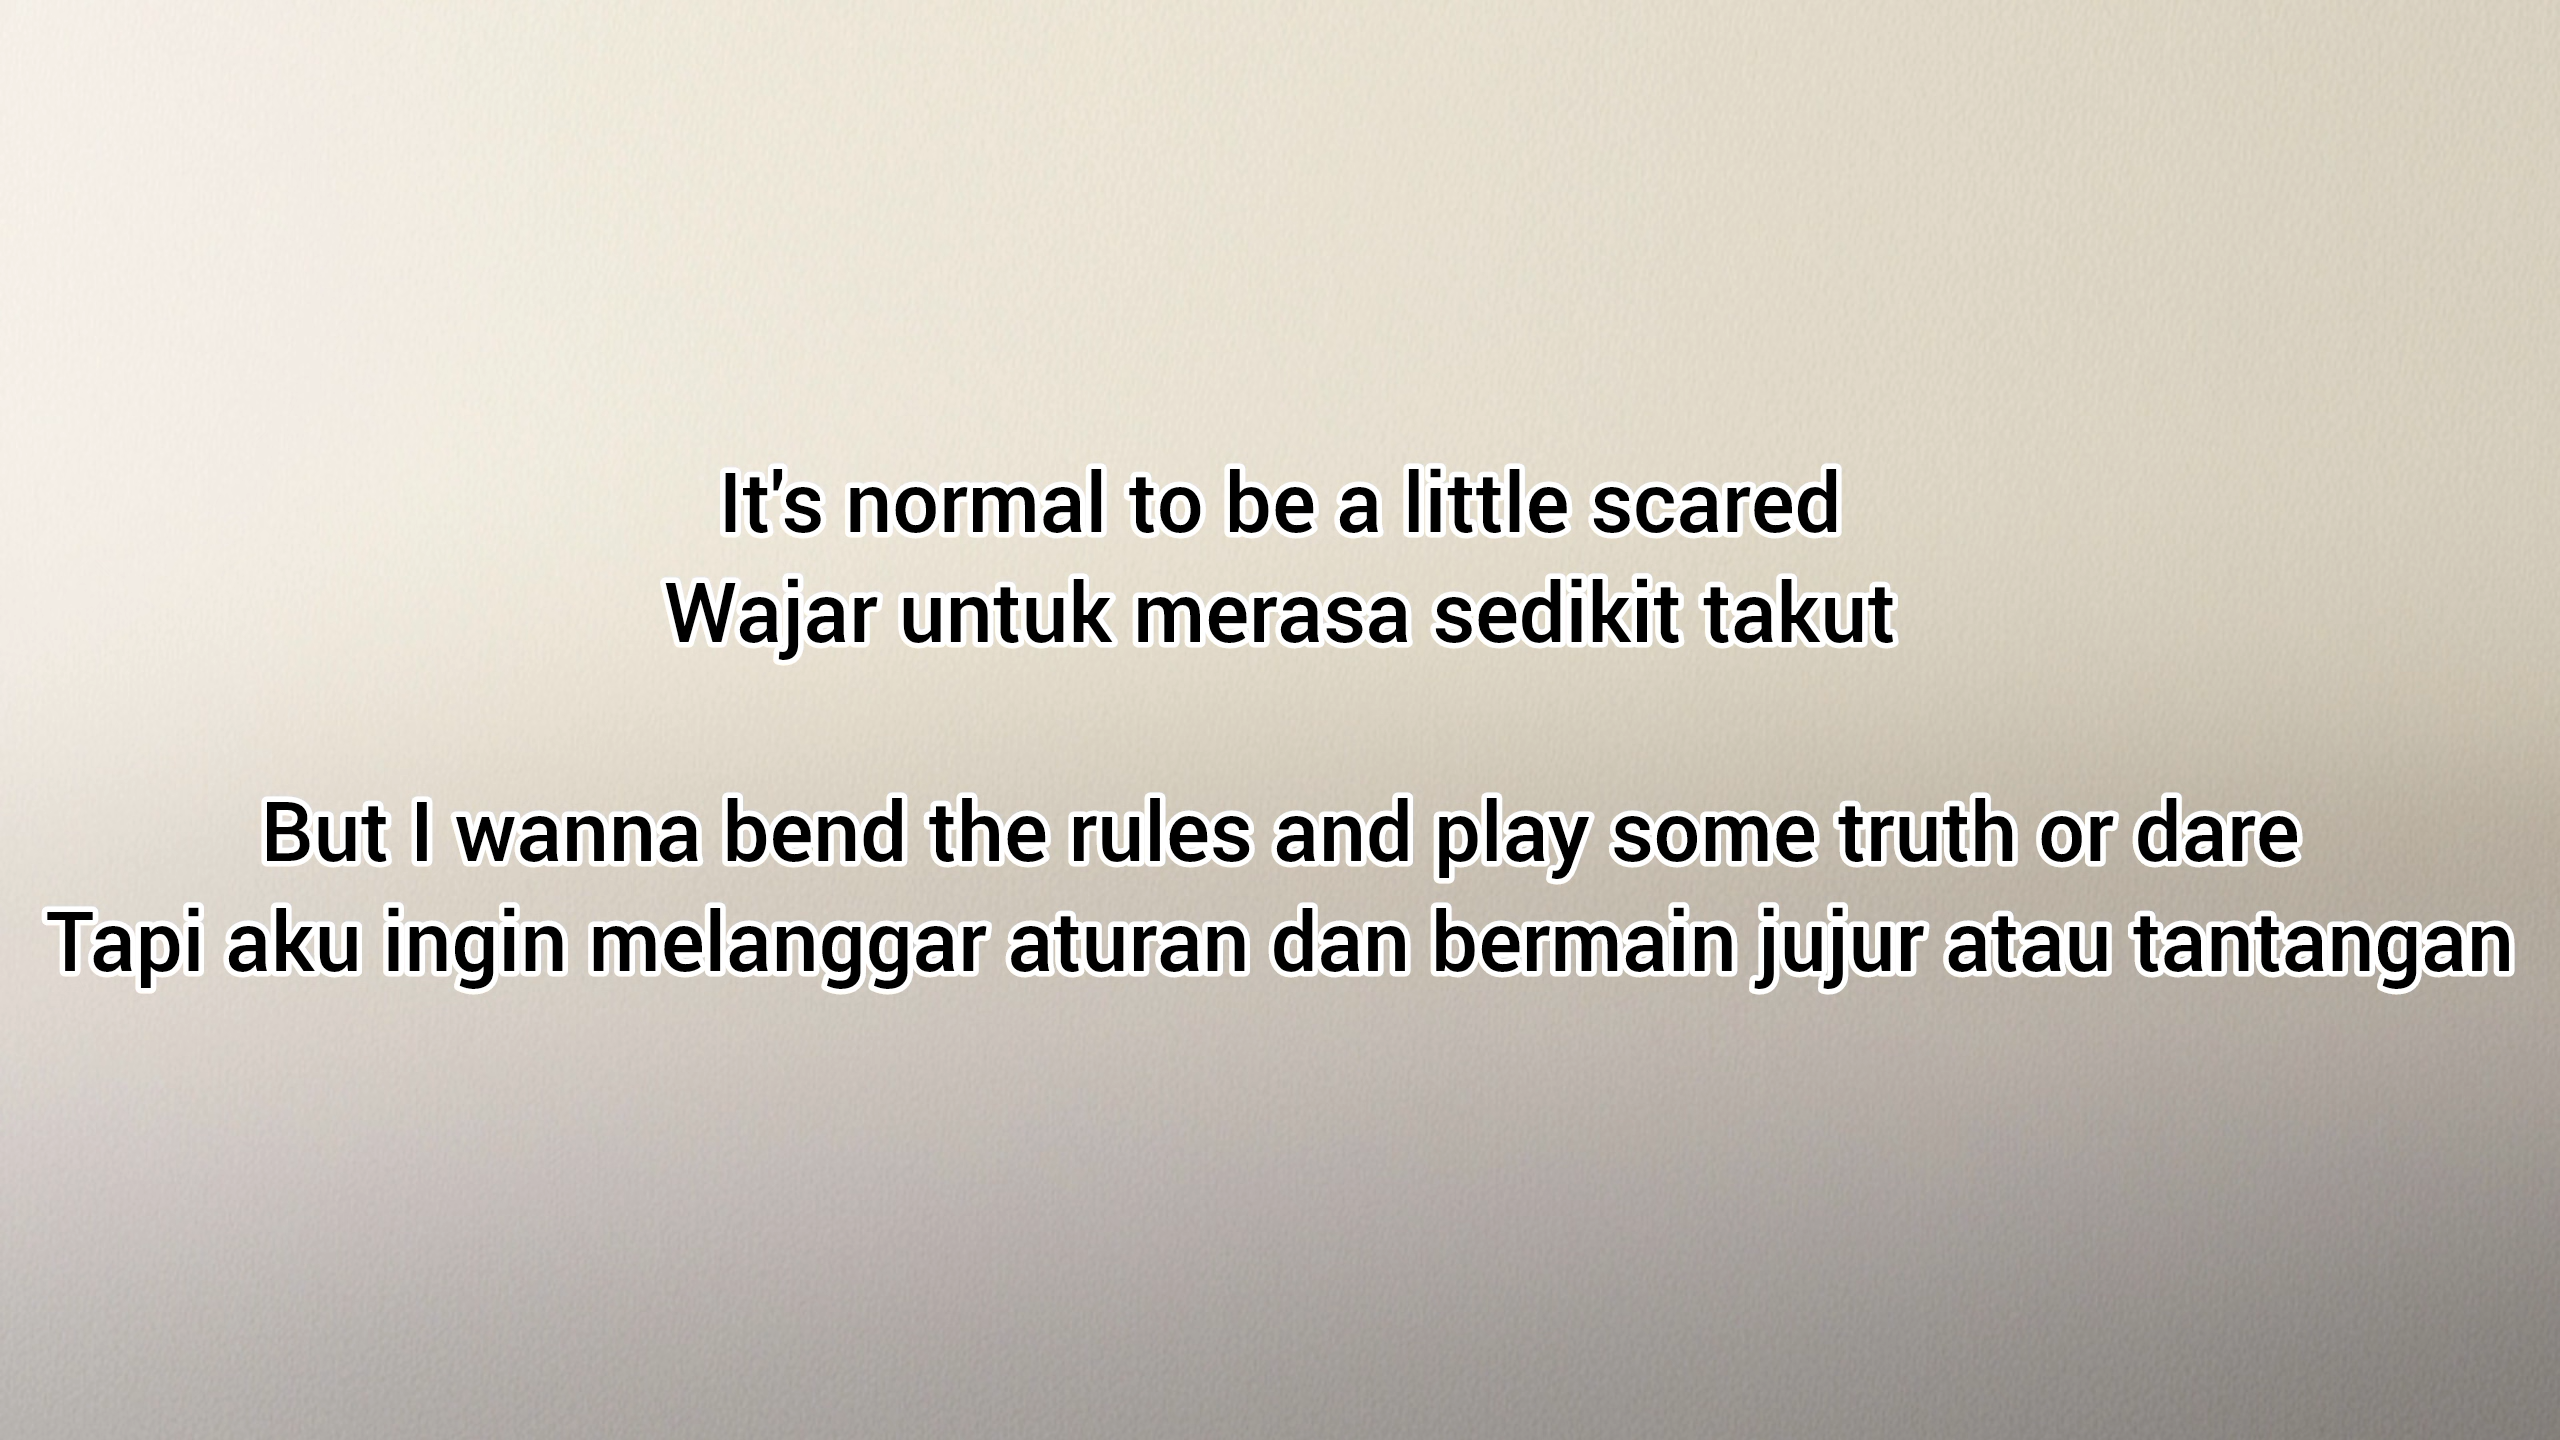 It's normal to be a little scared
Wajar untuk merasa sedikit takut
But I wanna bend the rules and play some truth or dare
Tapi aku ingin melanggar aturan dan bermain jujur atau tantangan